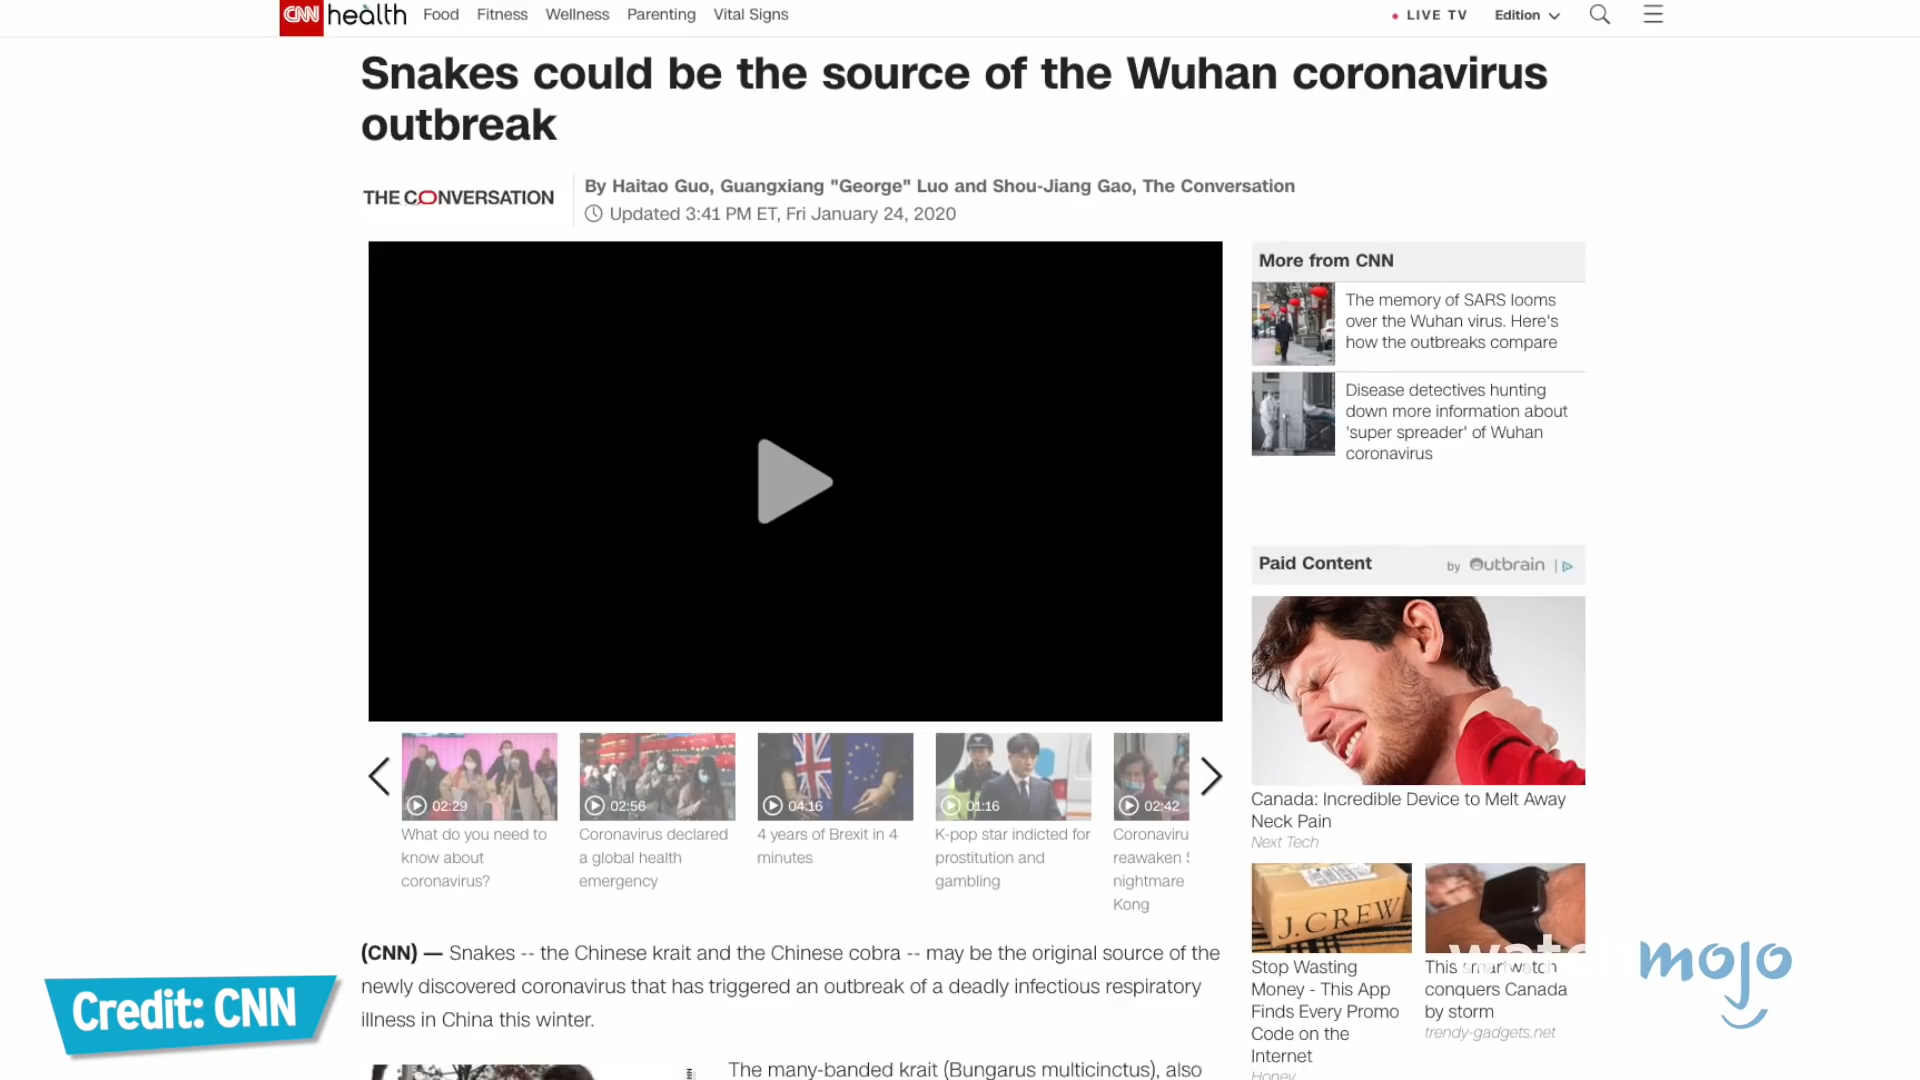 CNN health Food Fitness Wellness Parenting Vital Signs
• LIVE TV Edition
Snakes could be the source of the Wuhan coronavirus
outbreak
THE CONVERSATION
By Haitao Guo, Guangxiang "George" Luo and Shou-Jiang Gao, The Conversation
Updated 3:41 PM ET, Fri January 24, 2020
More from CNN
The memory of SARS looms
over the Wuhan virus. Here's
how the outbreaks compare
Disease detectives hunting
down more information about
'super spreader' of Wuhan
coronavirus
Paid Content
by Outbrain
Canada: Incredible Device to Melt Away
Neck Pain
Next Tech
J.CREW
Stop Wasting
Money - This App
Finds Every Promo
Code on the
Internet
Honey
This smartwatch
conquers Canada
by storm
trendy-gadgets.net
02:29
What do you need to
know about
coronavirus?
02:56
Coronavirus declared
a global health
emergency
04:16
4 years of Brexit in 4
minutes
01:16
K-pop star indicted for
prostitution and
gambling
02:42
Coronaviru
reawaken
nightmare
Kong
(CNN) — Snakes -- the Chinese krait and the Chinese cobra -- may be the original source of the
newly discovered coronavirus that has triggered an outbreak of a deadly infectious respiratory
illness in China this winter.
The many-banded krait (Bungarus multicinctus), also
Credit: CNN
watch mojo